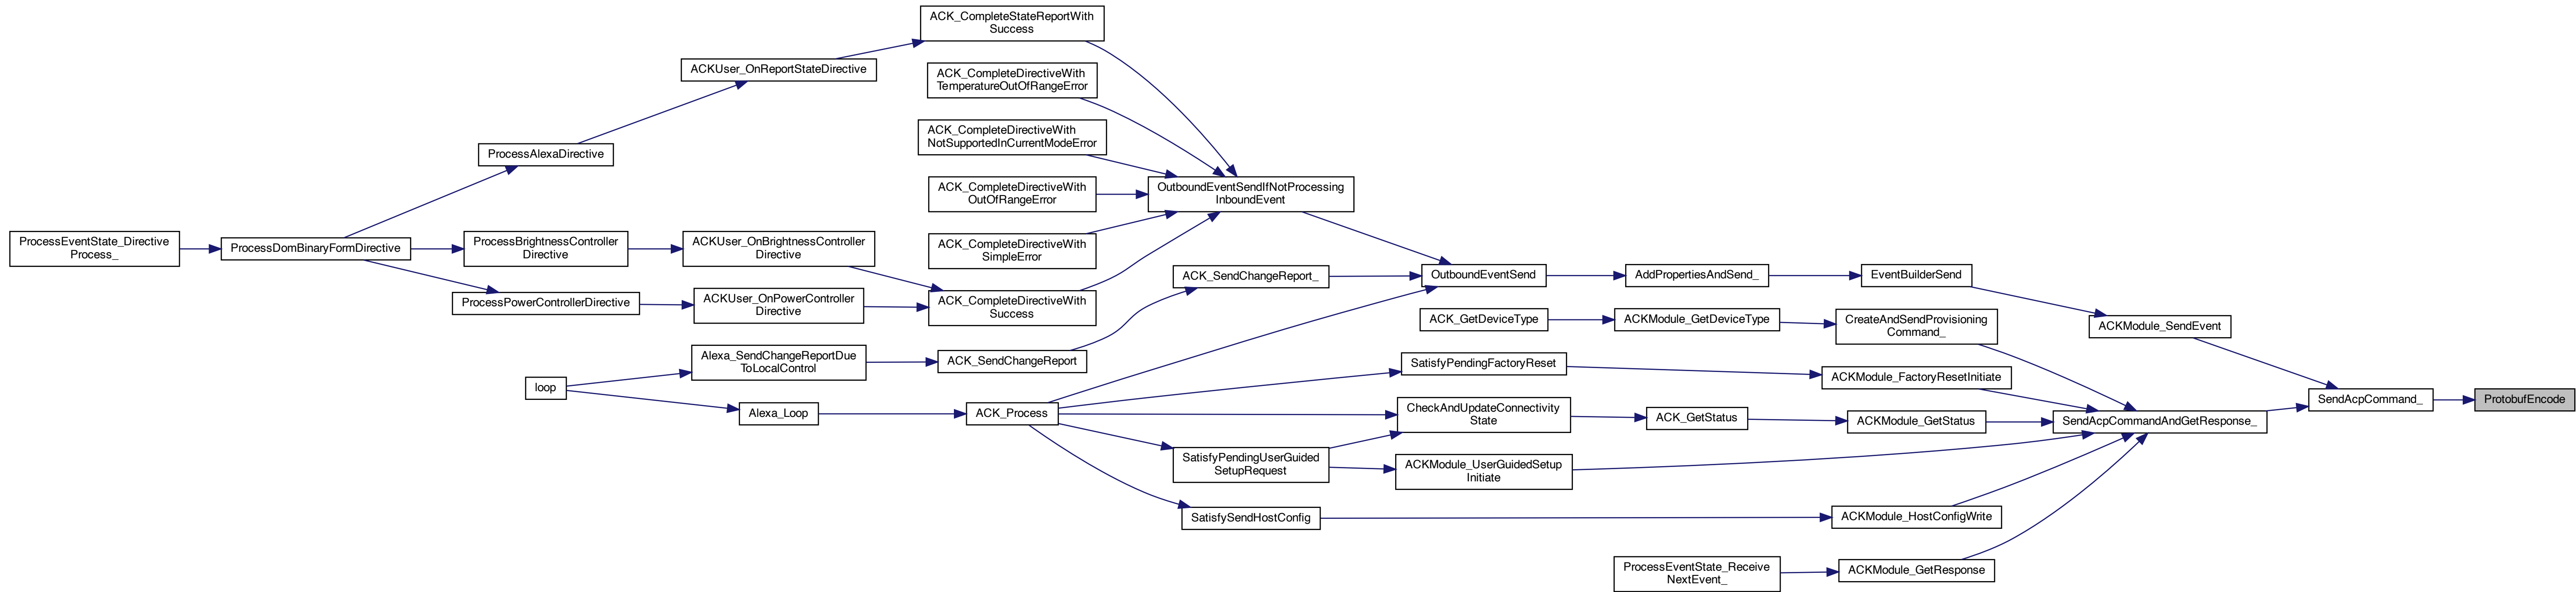 ACK_CompleteStateReportWith
Success
ACKUser_OnReportStateDirective
ACK_CompleteDirectiveWith
TemperatureOutOfRangeError
ACK_CompleteDirectiveWith
NotSupportedInCurrentModeError
ProcessAlexaDirective
ACK_CompleteDirectiveWith
OutOfRangeError
OutboundEventSendIfNotProcessing
InboundEvent
ProcessEventState_Directive
Process_
ProcessDomBinaryFormDirective
ProcessBrightnessController
Directive
ACKUser_OnBrightnessController
Directive
ACK_CompleteDirectiveWith
SimpleError
ACK_SendChangeReport_
OutboundEventSend
AddPropertiesAndSend_
EventBuilderSend
ProcessPowerControllerDirective
ACKUser_OnPowerController
Directive
ACK_CompleteDirectiveWith
Success
ACK_GetDeviceType
ACKModule_GetDeviceType
CreateAndSendProvisioning
Command_
ACKModule_SendEvent
Alexa_SendChangeReportDue
ToLocalControl
ACK_SendChangeReport
SatisfyPendingFactoryReset
ACKModule_FactoryResetInitiate
loop
Alexa_Loop
ACK_Process
CheckAndUpdateConnectivity
State
ACK_GetStatus
ACKModule_GetStatus
SendAcpCommandAndGetResponse_
SendAcpCommand_
ProtobufEncode
SatisfyPendingUserGuided
SetupRequest
ACKModule_UserGuidedSetup
Initiate
SatisfySendHostConfig
ACKModule_HostConfigWrite
ProcessEventState_Receive
NextEvent_
ACKModule_GetResponse